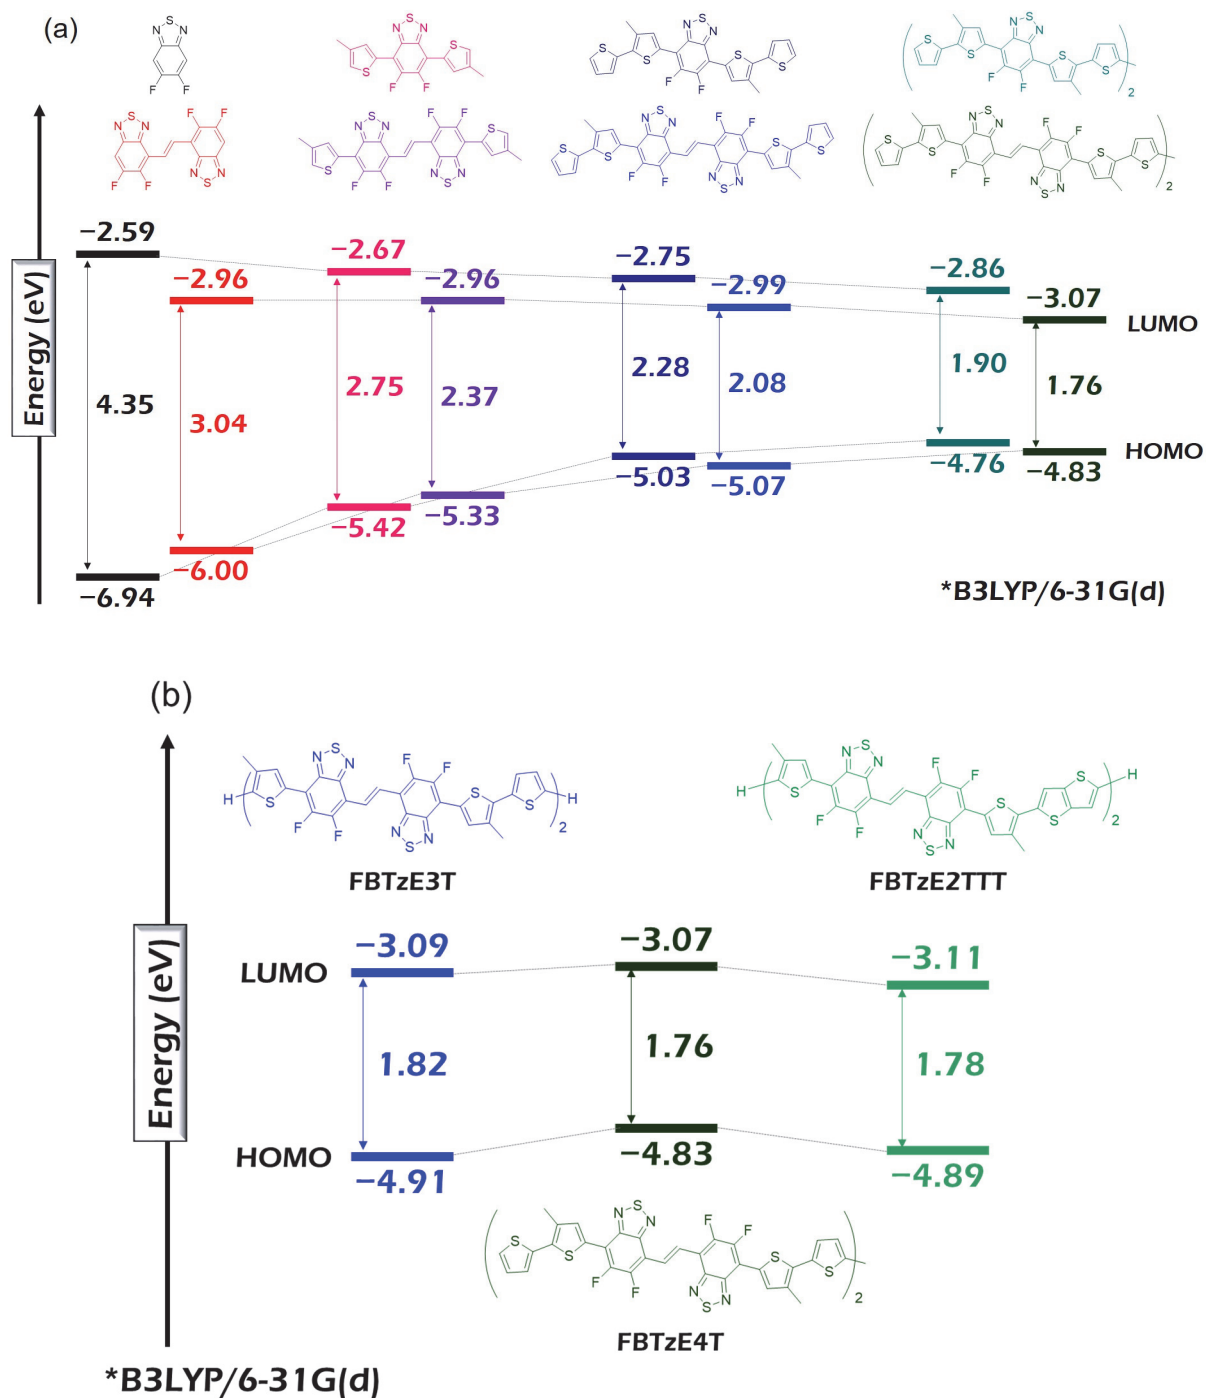 (a)
−2.59
−2.96
−2.67
−2.96
−2.75
−2.99
−2.86
−3.07
LUMO
Energy (eV)
4.35
3.04
2.75
2.37
2.28
2.08
1.90
1.76
HOMO
−6.94
−6.00
−5.42
−5.33
−5.03
−5.07
−4.76
−4.83
*B3LYP/6-31G(d)
(b)
FBTzE3T
FBTzE2TTT
Energy (eV)
LUMO
−3.09
−3.07
−3.11
1.82
1.76
1.78
HOMO
−4.91
−4.83
−4.89
FBTzE4T
*B3LYP/6-31G(d)